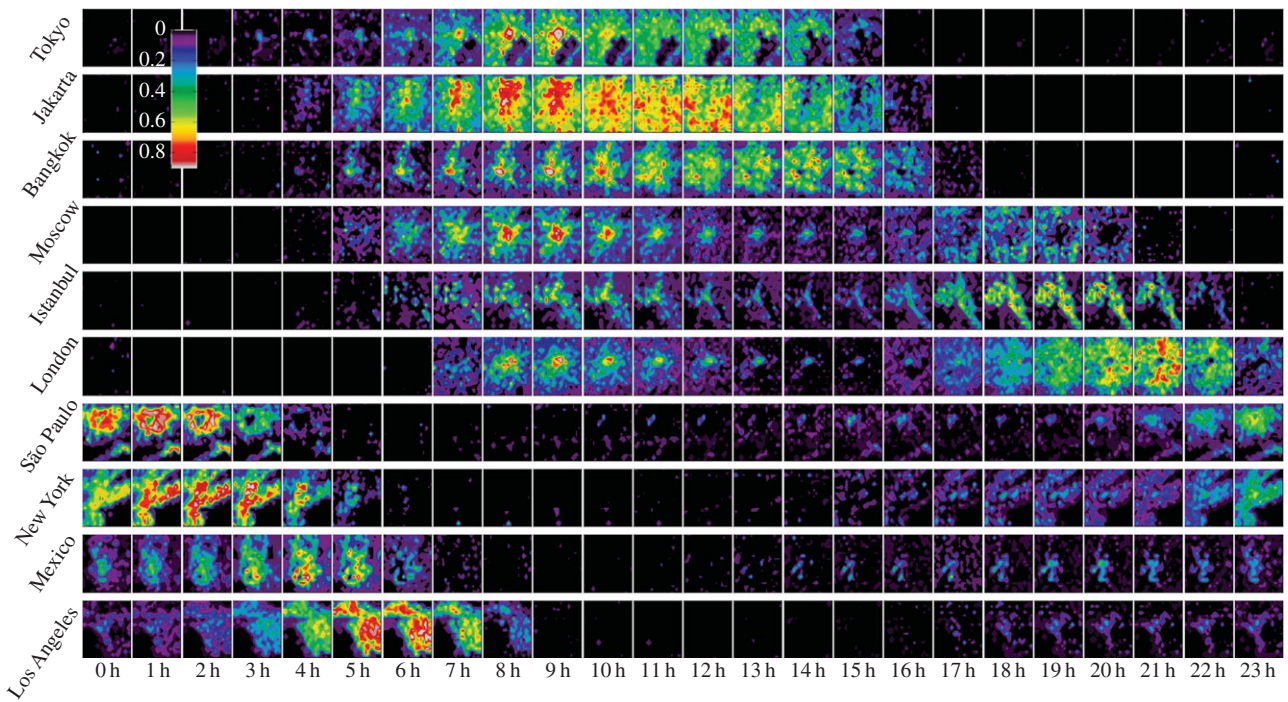 0
0.2
0.4
0.6
0.8
Tokyo
Jakarta
Bangkok
Moscow
Istanbul
London
São Paulo
New York
Mexico
Los Angeles
0 h 1 h 2 h 3 h 4 h 5 h 6 h 7 h 8 h 9 h 10 h 11 h 12 h 13 h 14 h 15 h 16 h 17 h 18 h 19 h 20 h 21 h 22 h 23 h